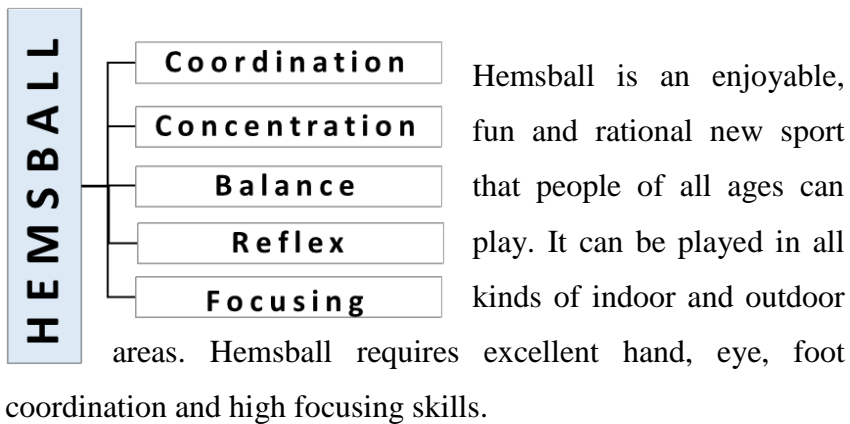 HEMSBALL
Coordination
Concentration
Balance
Reflex
Focusing
Hemsball is an enjoyable,
fun and rational new sport
that people of all ages can
play. It can be played in all
kinds of indoor and outdoor
areas. Hemsball requires excellent hand, eye, foot
coordination and high focusing skills.